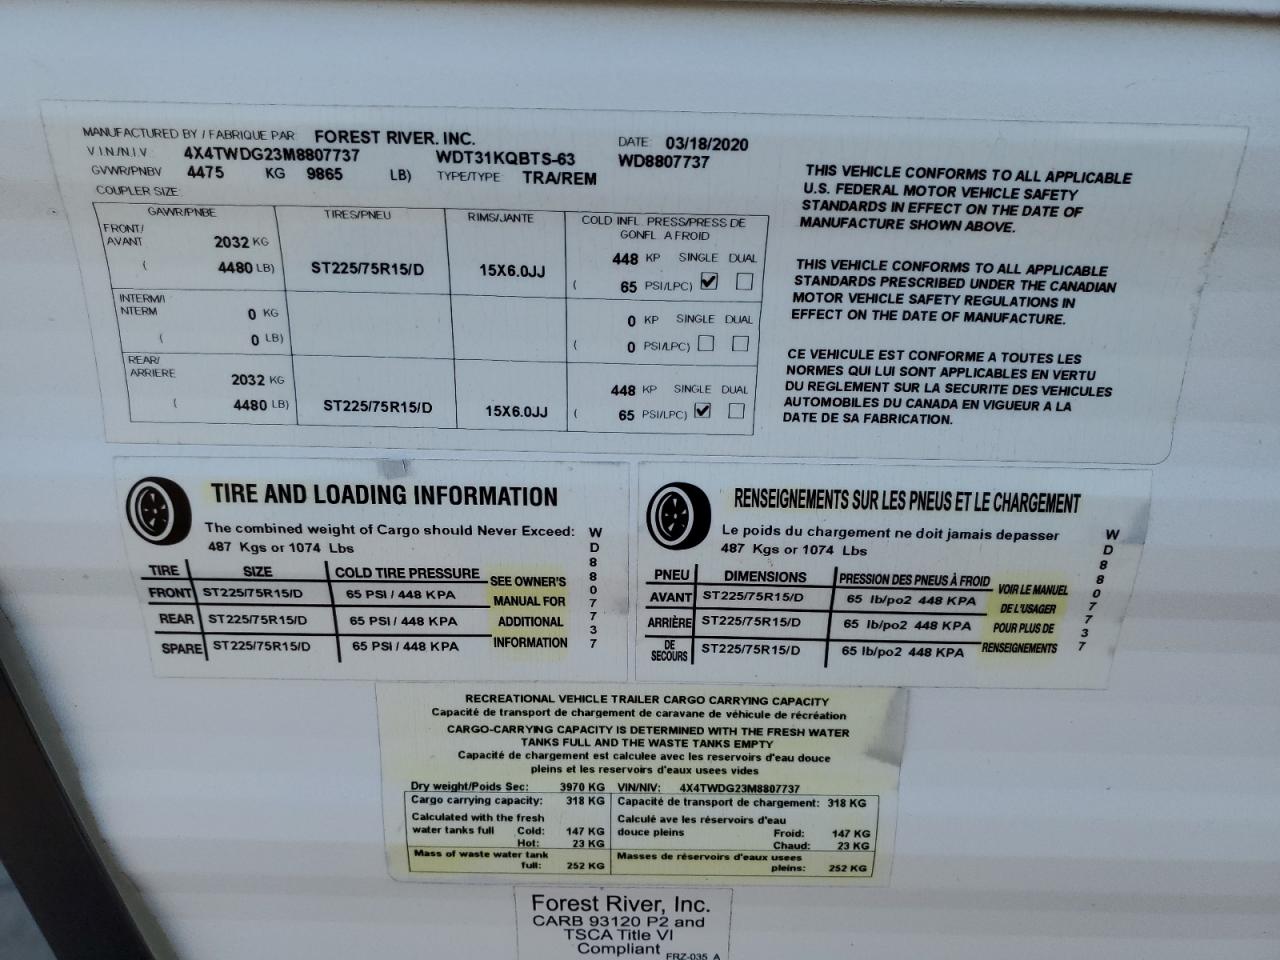 MANUFACTURED BY / FABRIQUE PAR FOREST RIVER, INC. DATE 03/18/2020
V.I.N./N.I.V. 4X4TWDG23M8807737 WDT31KQBTS-63 WD8807737
GVWR/PNBV 4475 KG 9865 LB) TYPE/TYPE TRA/REM
COUPLER SIZE
GAWR/PNBE TIRES/PNEU RIMS/JANTE COLD INFL PRESS/PRESS DE
GONFL A FROID
FRONT/
AVANT 2032 KG 448 KP SINGLE DUAL
( 4480 LB) ST225/75R15/D 15X6.0JJ ( 65 PSI/LPC)
INTERM/I
NTERM 0 KG 0 KP SINGLE DUAL
( 0 LB) ( 0 PSI/LPC)
REAR/
ARRIERE 2032 KG 448 KP SINGLE DUAL
( 4480 LB) ST225/75R15/D 15X6.0JJ ( 65 PSI/LPC)
THIS VEHICLE CONFORMS TO ALL APPLICABLE
U.S. FEDERAL MOTOR VEHICLE SAFETY
STANDARDS IN EFFECT ON THE DATE OF
MANUFACTURE SHOWN ABOVE.
THIS VEHICLE CONFORMS TO ALL APPLICABLE
STANDARDS PRESCRIBED UNDER THE CANADIAN
MOTOR VEHICLE SAFETY REGULATIONS IN
EFFECT ON THE DATE OF MANUFACTURE.
CE VEHICULE EST CONFORME A TOUTES LES
NORMES QUI LUI SONT APPLICABLES EN VERTU
DU REGLEMENT SUR LA SECURITE DES VEHICULES
AUTOMOBILES DU CANADA EN VIGUEUR A LA
DATE DE SA FABRICATION.
TIRE AND LOADING INFORMATION
The combined weight of Cargo should Never Exceed:
487 Kgs or 1074 Lbs
TIRE SIZE COLD TIRE PRESSURE
FRONT ST225/75R15/D 65 PSI / 448 KPA
REAR ST225/75R15/D 65 PSI / 448 KPA
SPARE ST225/75R15/D 65 PSI / 448 KPA
SEE OWNER'S
MANUAL FOR
ADDITIONAL
INFORMATION
WD8807737
RENSEIGNEMENTS SUR LES PNEUS ET LE CHARGEMENT
Le poids du chargement ne doit jamais depasser
487 Kgs or 1074 Lbs
PNEU DIMENSIONS PRESSION DES PNEUS À FROID
AVANT ST225/75R15/D 65 lb/po2 448 KPA
ARRIÈRE ST225/75R15/D 65 lb/po2 448 KPA
DE
SECOURS ST225/75R15/D 65 lb/po2 448 KPA
VOIR LE MANUEL
DE L'USAGER
POUR PLUS DE
RENSEIGNEMENTS
WD8807737
RECREATIONAL VEHICLE TRAILER CARGO CARRYING CAPACITY
Capacité de transport de chargement de caravane de véhicule de récréation
CARGO-CARRYING CAPACITY IS DETERMINED WITH THE FRESH WATER
TANKS FULL AND THE WASTE TANKS EMPTY
Capacité de chargement est calculee avec les reservoirs d'eau douce
pleins et les reservoirs d'eaux usees vides
Dry weight/Poids Sec: 3970 KG VIN/NIV: 4X4TWDG23M8807737
Cargo carrying capacity: 318 KG Capacité de transport de chargement: 318 KG
Calculated with the fresh
water tanks full Cold: 147 KG
Hot: 23 KG
Calculé ave les réservoirs d'eau
douce pleins Froid: 147 KG
Chaud: 23 KG
Mass of waste water tank
full: 252 KG
Masses de réservoirs d'eaux usees
pleins: 252 KG
Forest River, Inc.
CARB 93120 P2 and
TSCA Title VI
Compliant
FRZ-035 A